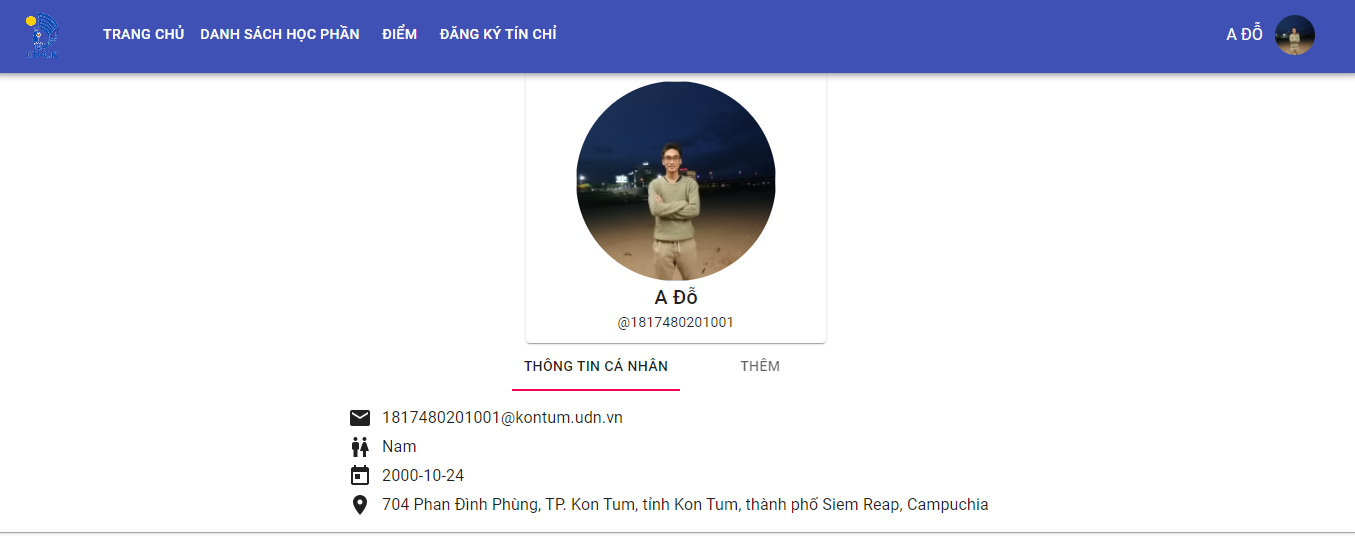 TRANG CHỦ DANH SÁCH HỌC PHẦN ĐIỂM ĐĂNG KÝ TÍN CHỈ A ĐỖ
A Đỗ
@1817480201001
THÔNG TIN CÁ NHÂN THÊM
1817480201001@kontum.udn.vn
Nam
2000-10-24
704 Phan Đình Phùng, TP. Kon Tum, tỉnh Kon Tum, thành phố Siem Reap, Campuchia